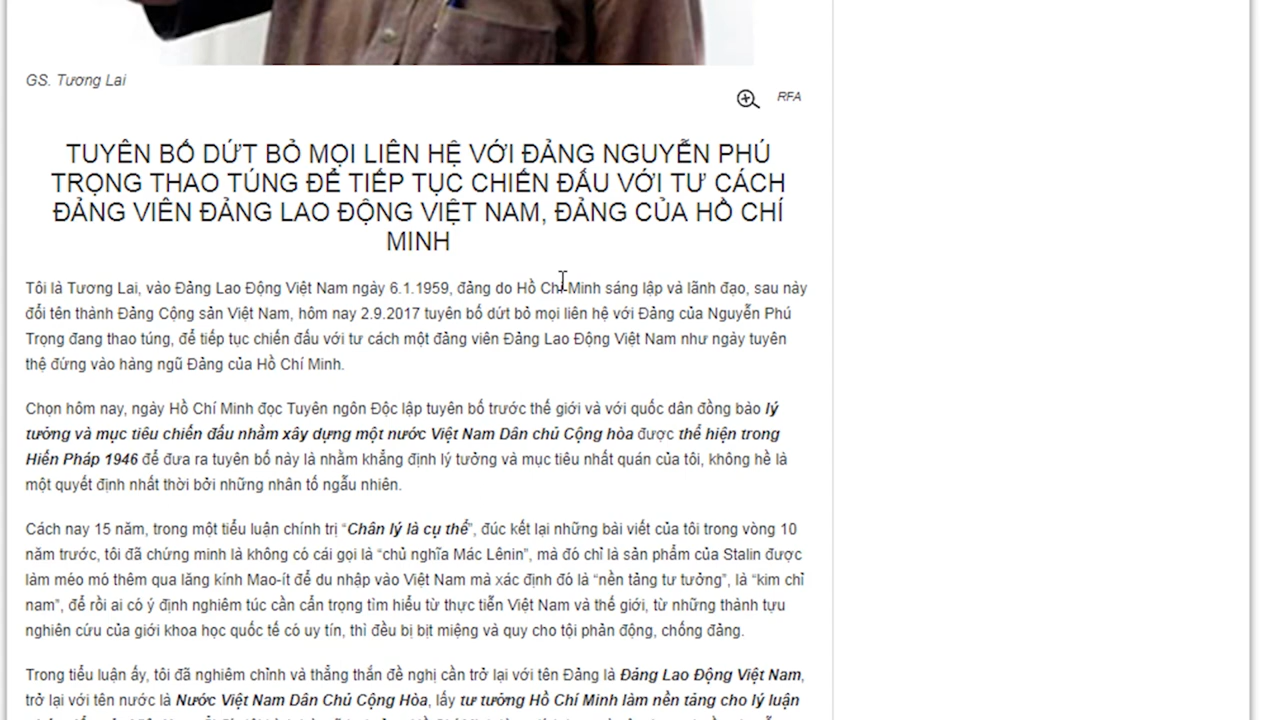 GS. Tương Lai
RFA
TUYÊN BỐ DỨT BỎ MỌI LIÊN HỆ VỚI ĐẢNG NGUYỄN PHÚ
TRỌNG THAO TÚNG ĐỂ TIẾP TỤC CHIẾN ĐẤU VỚI TƯ CÁCH
ĐẢNG VIÊN ĐẢNG LAO ĐỘNG VIỆT NAM, ĐẢNG CỦA HỒ CHÍ
MINH
Tôi là Tương Lai, vào Đảng Lao Động Việt Nam ngày 6.1.1959, đảng do Hồ Chí Minh sáng lập và lãnh đạo, sau này
đổi tên thành Đảng Cộng sản Việt Nam, hôm nay 2.9.2017 tuyên bố dứt bỏ mọi liên hệ với Đảng của Nguyễn Phú
Trọng đang thao túng, để tiếp tục chiến đấu với tư cách một đảng viên Đảng Lao Động Việt Nam như ngày tuyên
thệ đứng vào hàng ngũ Đảng của Hồ Chí Minh.
Chọn hôm nay, ngày Hồ Chí Minh đọc Tuyên ngôn Độc lập tuyên bố trước thế giới và với quốc dân đồng bào lý
tưởng và mục tiêu chiến đấu nhằm xây dựng một nước Việt Nam Dân chủ Cộng hòa được thể hiện trong
Hiến Pháp 1946 để đưa ra tuyên bố này là nhằm khẳng định lý tưởng và mục tiêu nhất quán của tôi, không hề là
một quyết định nhất thời bởi những nhân tố ngẫu nhiên.
Cách nay 15 năm, trong một tiểu luận chính trị “Chân lý là cụ thể”, đúc kết lại những bài viết của tôi trong vòng 10
năm trước, tôi đã chứng minh là không có cái gọi là “chủ nghĩa Mác Lênin”, mà đó chỉ là sản phẩm của Stalin được
làm méo mó thêm qua lăng kính Mao-ít để du nhập vào Việt Nam mà xác định đó là “nền tảng tư tưởng”, là “kim chỉ
nam”, để rồi ai có ý định nghiêm túc cần cẩn trọng tìm hiểu từ thực tiễn Việt Nam và thế giới, từ những thành tựu
nghiên cứu của giới khoa học quốc tế có uy tín, thì đều bị bịt miệng và quy cho tội phản động, chống đảng.
Trong tiểu luận ấy, tôi đã nghiêm chỉnh và thẳng thắn đề nghị cần trở lại với tên Đảng là Đảng Lao Động Việt Nam,
trở lại với tên nước là Nước Việt Nam Dân Chủ Cộng Hòa, lấy tư tưởng Hồ Chí Minh làm nền tảng cho lý luận